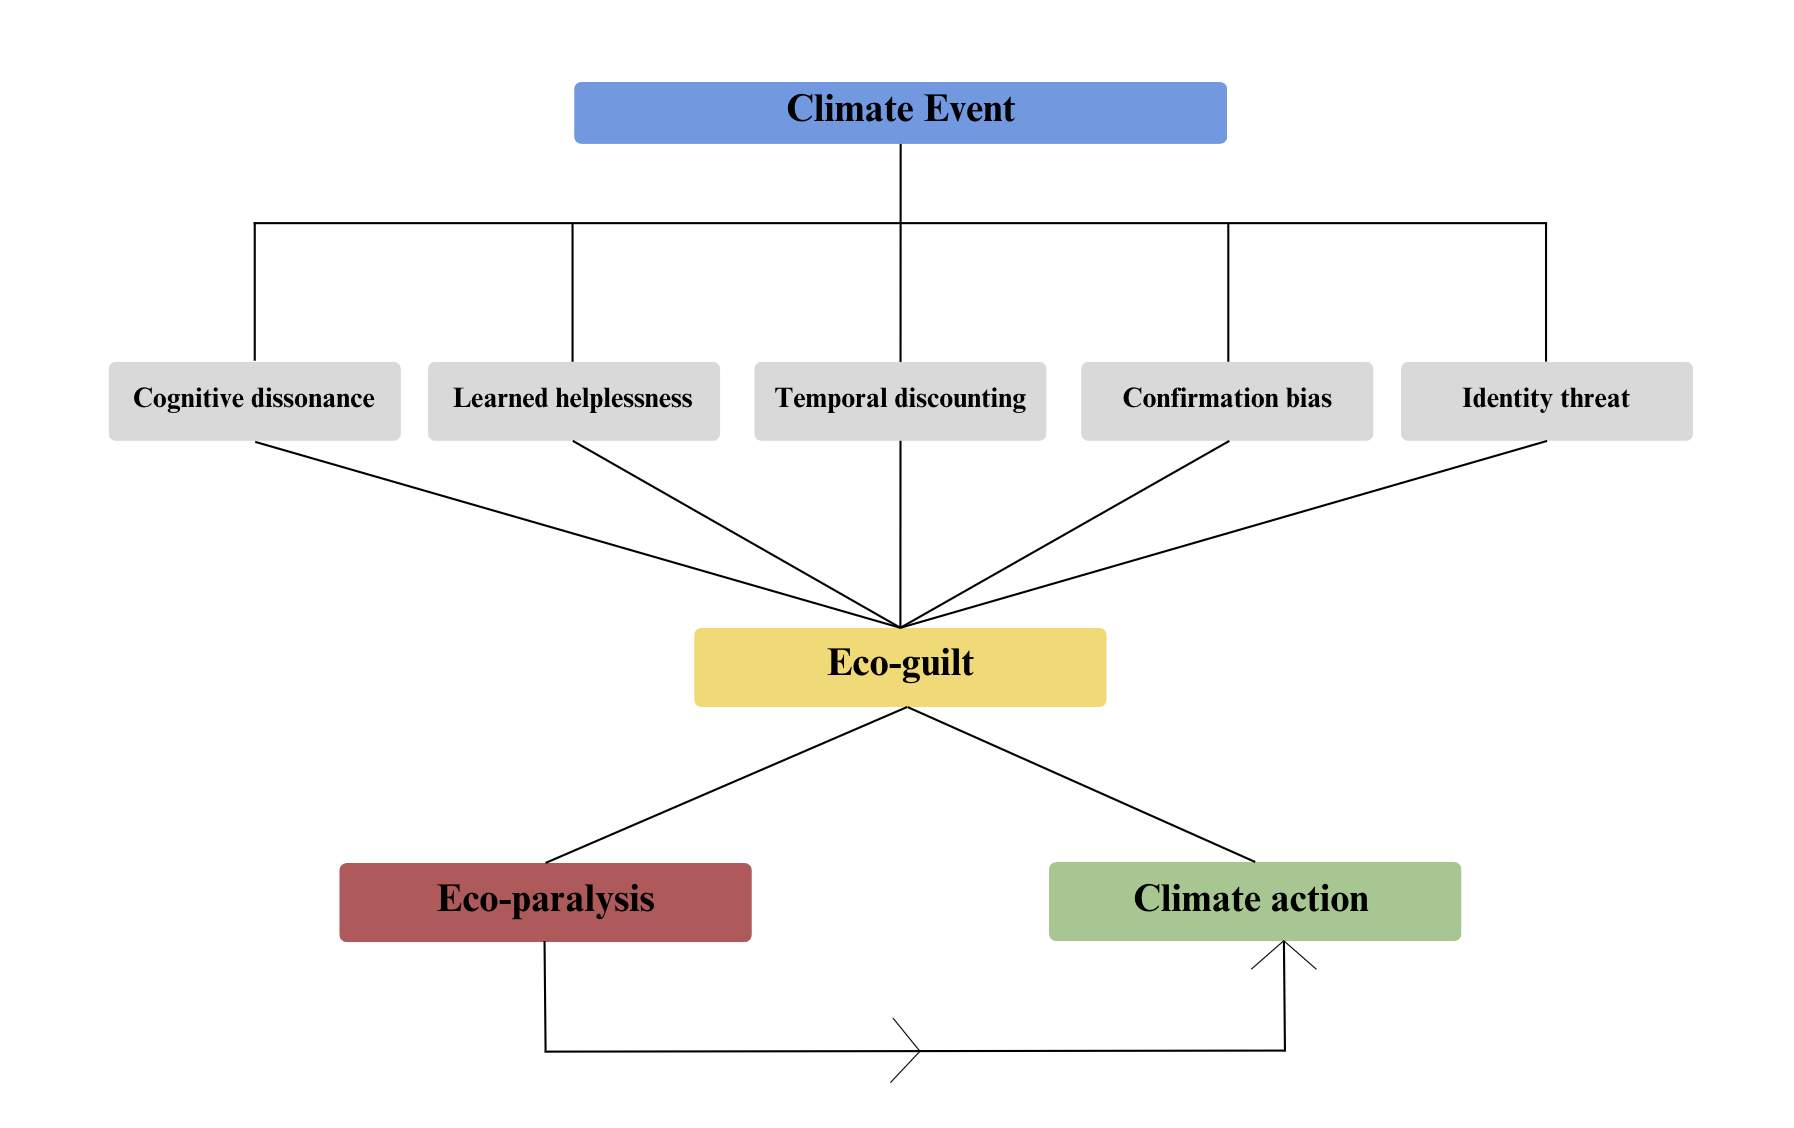 Climate Event
Cognitive dissonance
Learned helplessness
Temporal discounting
Confirmation bias
Identity threat
Eco-guilt
Eco-paralysis
Climate action